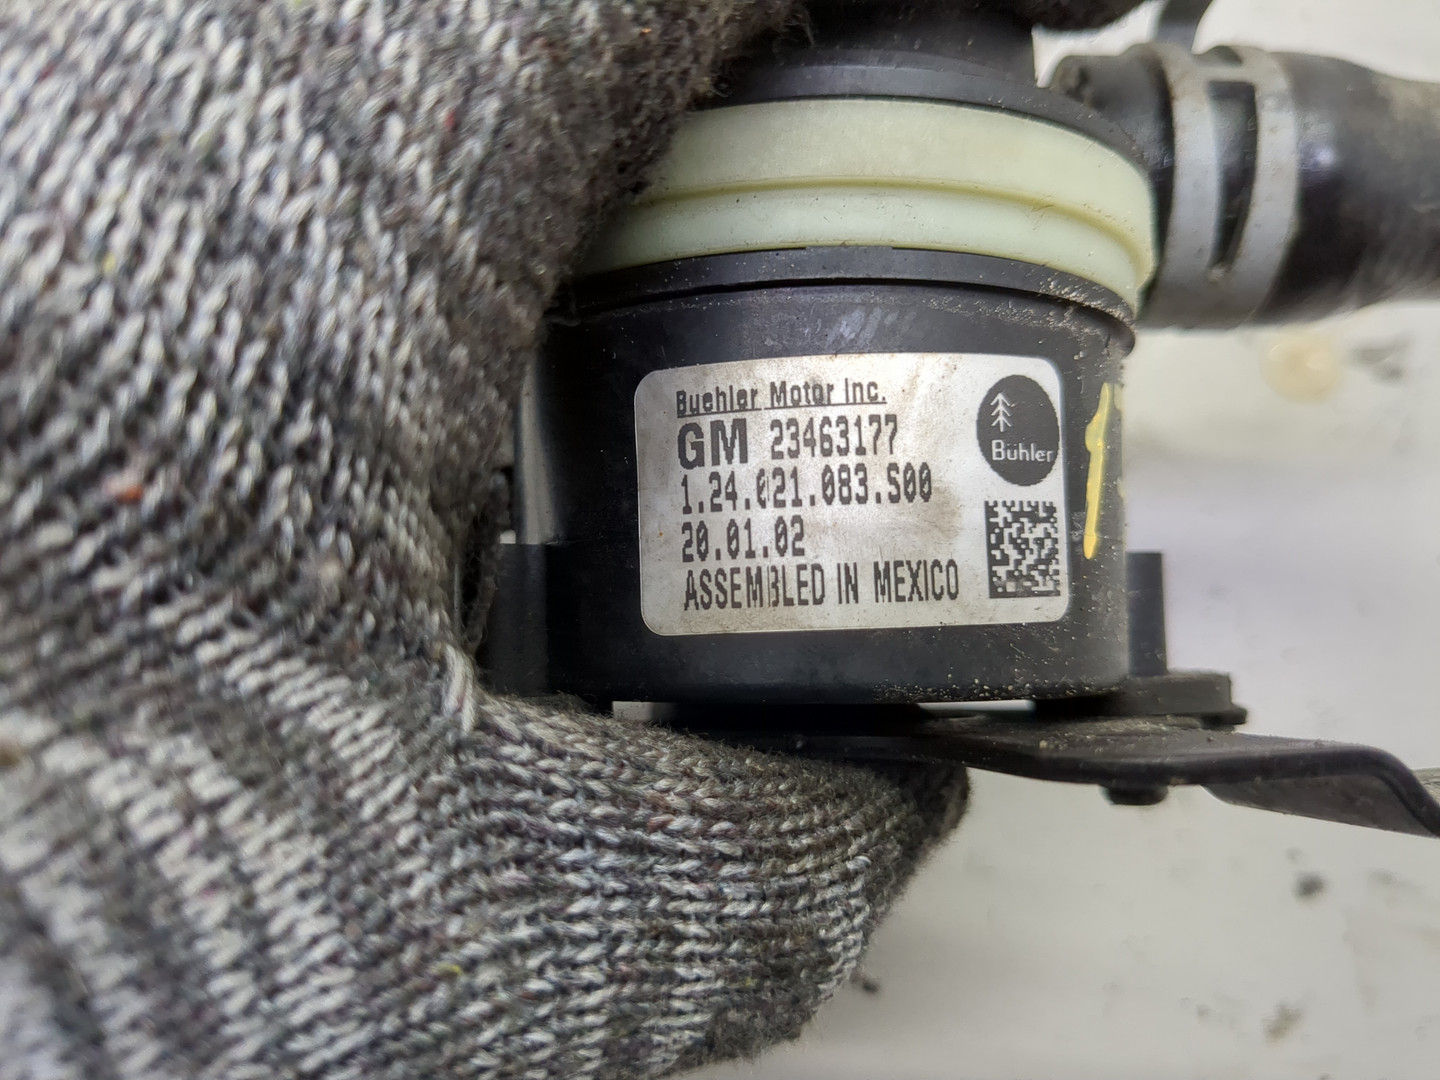 Buehler Motor Inc.
GM 23463177
1.24.021.083.S00
20.01.02
ASSEMBLED IN MEXICO
Bühler